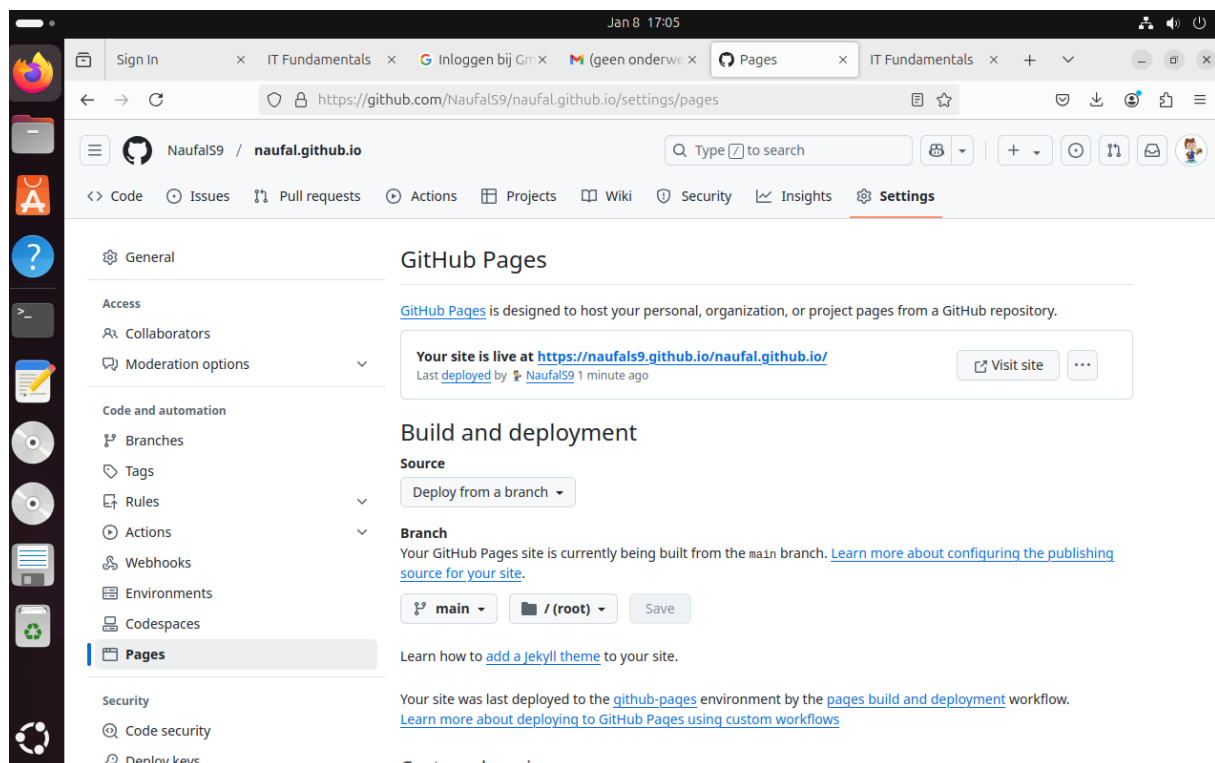 Jan 8 17:05
Sign In
IT Fundamentals
Inloggen bij Gm
(geen onderwe
Pages
IT Fundamentals
https://github.com/NaufalS9/naufal.github.io/settings/pages
NaufalS9 / naufal.github.io
Type / to search
Code
Issues
Pull requests
Actions
Projects
Wiki
Security
Insights
Settings
General
Access
Collaborators
Moderation options
Code and automation
Branches
Tags
Rules
Actions
Webhooks
Environments
Codespaces
Pages
Security
Code security
Deploy keys
GitHub Pages
GitHub Pages is designed to host your personal, organization, or project pages from a GitHub repository.
Your site is live at https://naufals9.github.io/naufal.github.io/
Last deployed by NaufalS9 1 minute ago
Visit site
Build and deployment
Source
Deploy from a branch
Branch
Your GitHub Pages site is currently being built from the main branch. Learn more about configuring the publishing
source for your site.
main
/ (root)
Save
Learn how to add a Jekyll theme to your site.
Your site was last deployed to the github-pages environment by the pages build and deployment workflow.
Learn more about deploying to GitHub Pages using custom workflows